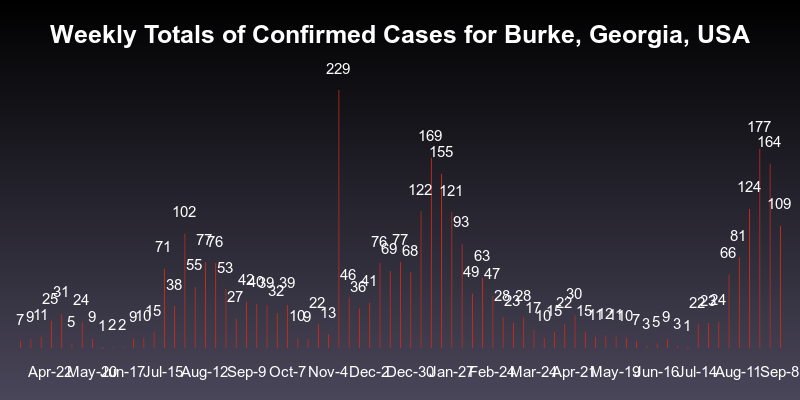 Weekly Totals of Confirmed Cases for Burke, Georgia, USA
7 9 11 25 31 5 24 9 1 2 2 9 10 15 71 38 102 55 77 76 53 27 42 40 39 32 39 10 9 22 13 229 46 36 41 76 69 77 68 122 169 155 121 93 49 63 47 28 23 28 17 10 15 22 30 15 11 12 11 10 7 3 5 9 3 1 22 23 24 66 81 124 177 164 109
Apr-22 May-20 Jun-17 Jul-15 Aug-12 Sep-9 Oct-7 Nov-4 Dec-2 Dec-30 Jan-27 Feb-24 Mar-24 Apr-21 May-19 Jun-16 Jul-14 Aug-11 Sep-8